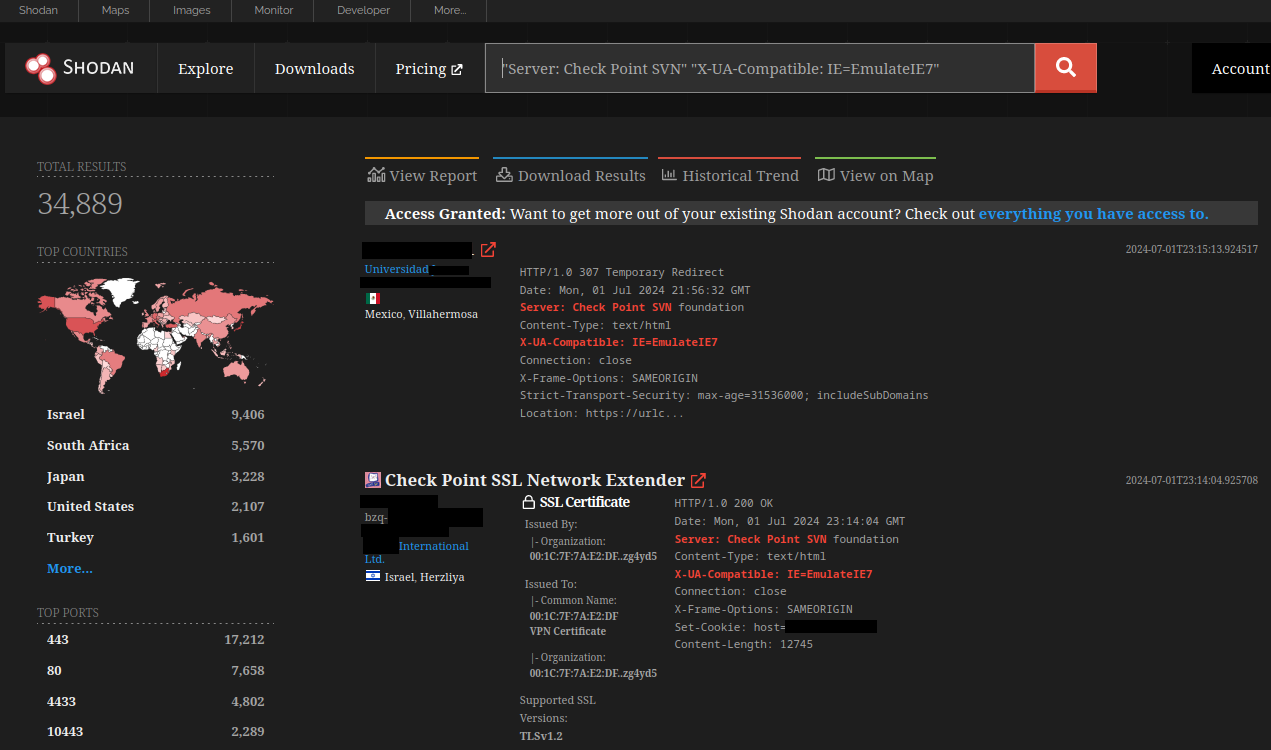 Shodan Maps Images Monitor Developer More...
SHODAN Explore Downloads Pricing "Server: Check Point SVN" "X-UA-Compatible: IE=EmulateIE7" Account
TOTAL RESULTS
34,889
TOP COUNTRIES
Israel 9,406
South Africa 5,570
Japan 3,228
United States 2,107
Turkey 1,601
More...
TOP PORTS
443 17,212
80 7,658
4433 4,802
10443 2,289
View Report Download Results Historical Trend View on Map
Access Granted: Want to get more out of your existing Shodan account? Check out everything you have access to.
2024-07-01T23:15:13.924517
Universidad
Mexico, Villahermosa
HTTP/1.0 307 Temporary Redirect
Date: Mon, 01 Jul 2024 21:56:32 GMT
Server: Check Point SVN foundation
Content-Type: text/html
X-UA-Compatible: IE=EmulateIE7
Connection: close
X-Frame-Options: SAMEORIGIN
Strict-Transport-Security: max-age=31536000; includeSubDomains
Location: https://urlc...
Check Point SSL Network Extender 2024-07-01T23:14:04.925708
bzq-
International
Ltd.
Israel, Herzliya
SSL Certificate
Issued By:
|- Organization:
00:1C:7F:7A:E2:DF..zg4yd5
Issued To:
|- Common Name:
00:1C:7F:7A:E2:DF
VPN Certificate
|- Organization:
00:1C:7F:7A:E2:DF..zg4yd5
Supported SSL
Versions:
TLSv1.2
HTTP/1.0 200 OK
Date: Mon, 01 Jul 2024 23:14:04 GMT
Server: Check Point SVN foundation
Content-Type: text/html
X-UA-Compatible: IE=EmulateIE7
Connection: close
X-Frame-Options: SAMEORIGIN
Set-Cookie: host=
Content-Length: 12745